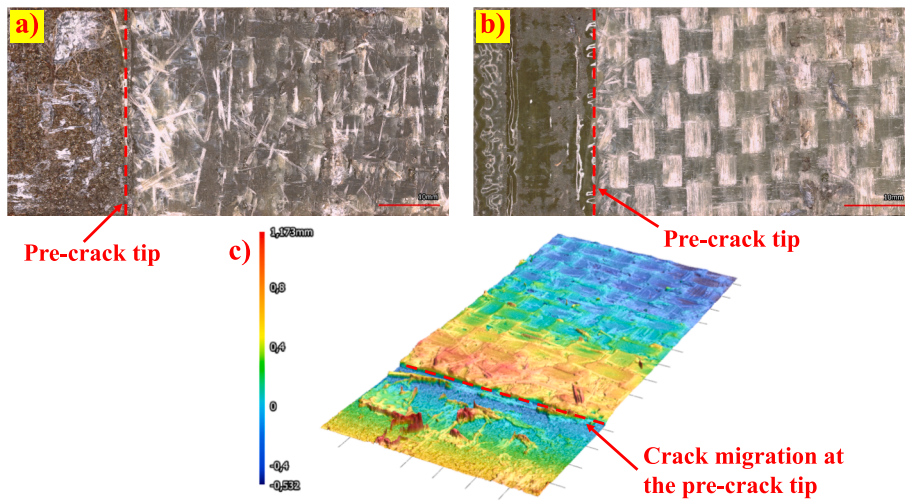 a)
b)
10mm
10mm
Pre-crack tip
Pre-crack tip
c)
1,173mm
0,8
0,4
0
-0,4
-0,532
Crack migration at
the pre-crack tip